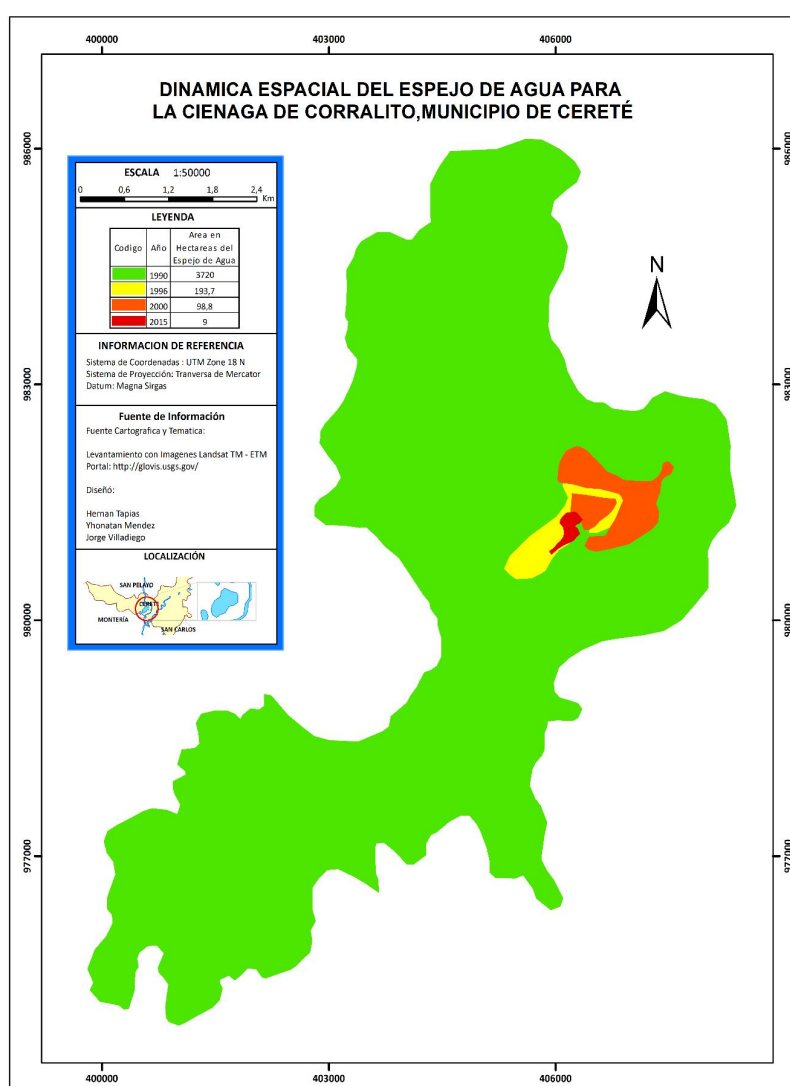 400000 403000 406000
DINAMICA ESPACIAL DEL ESPEJO DE AGUA PARA
LA CIENAGA DE CORRALITO,MUNICIPIO DE CERETÉ
986000 986000
ESCALA 1:50000
0 0,6 1,2 1,8 2,4
Km
LEYENDA
Codigo Año Area en
Hectareas del
Espejo de Agua
1990 3720
1996 193,7
2000 98,8
2015 9
N
INFORMACION DE REFERENCIA
Sistema de Coordenadas : UTM Zone 18 N
Sistema de Proyección: Tranversa de Mercator
Datum: Magna Sirgas
983000 983000
Fuente de Información
Fuente Cartografica y Tematica:
Levantamiento con Imagenes Landsat TM - ETM
Portal: http://glovis.usgs.gov/
Diseñó:
Hernan Tapias
Yhonatan Mendez
Jorge Villadiego
LOCALIZACIÓN
SAN PELAYO
CERETE
MONTERÍA
SAN CARLOS
980000 980000
977000 977000
400000 403000 406000